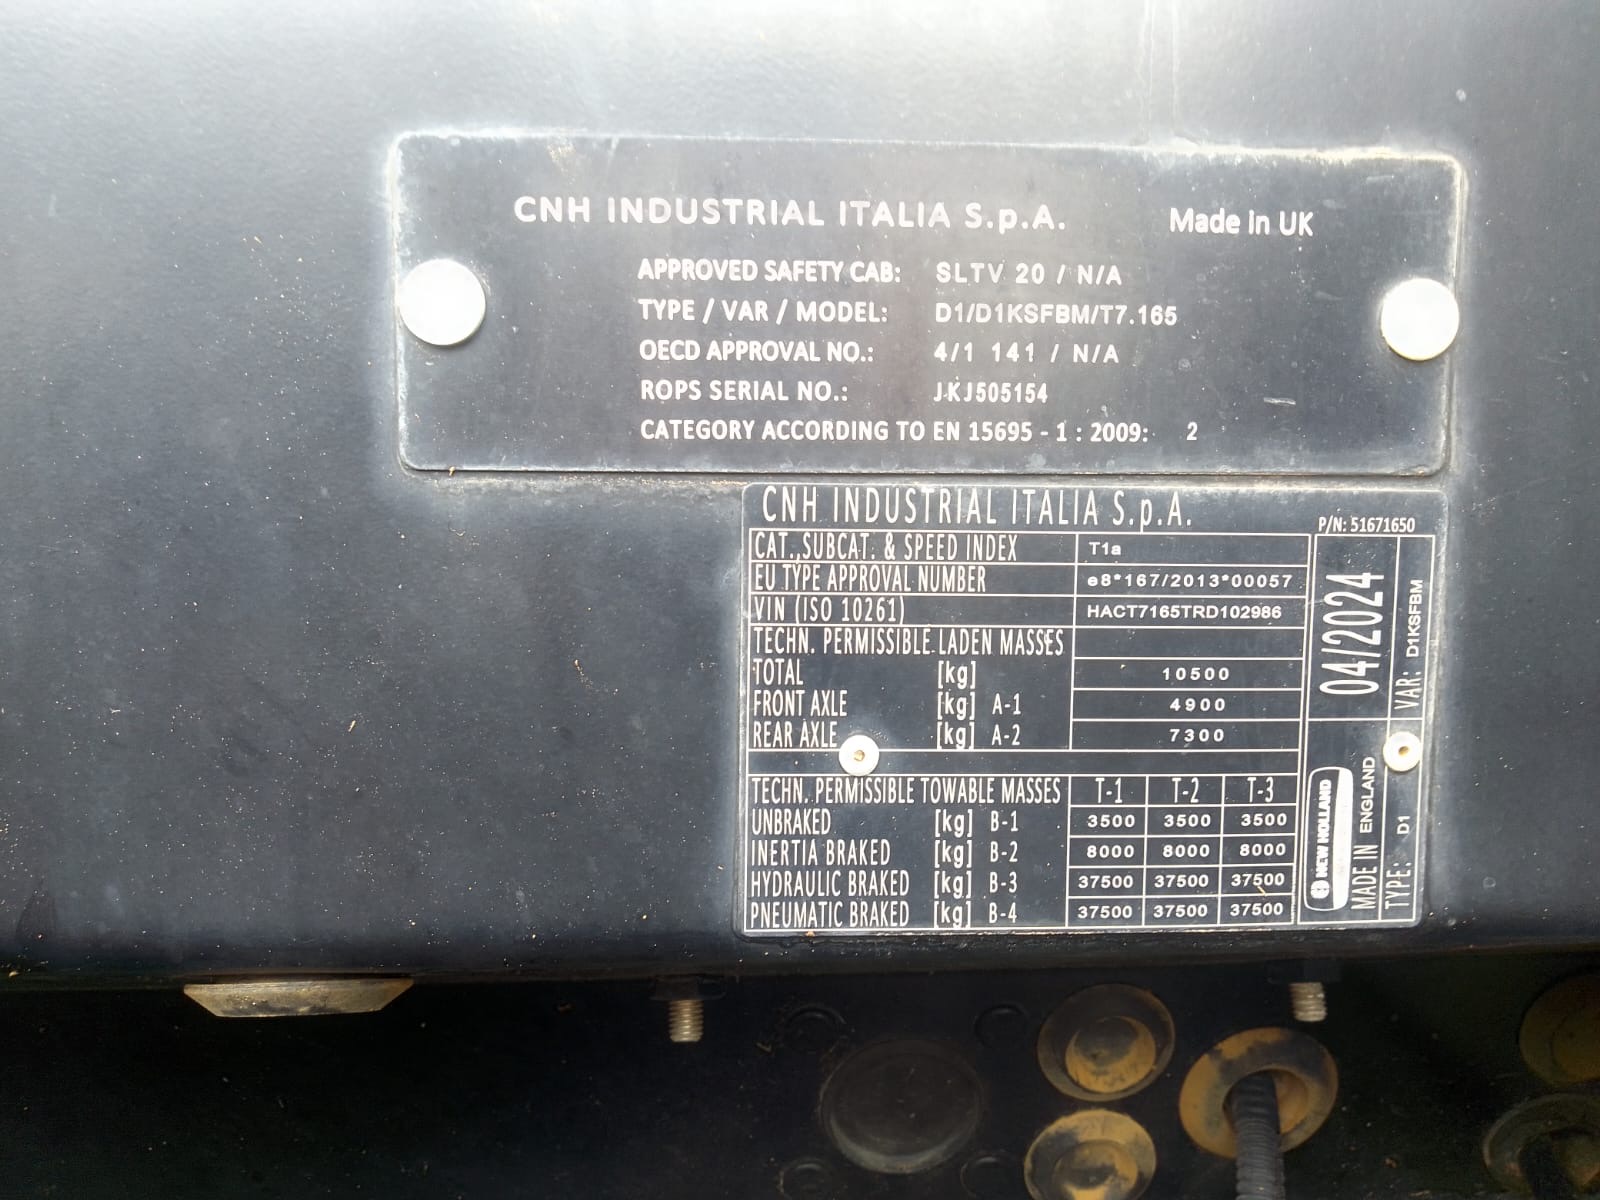 CNH INDUSTRIAL ITALIA S.p.A. Made in UK
APPROVED SAFETY CAB: SLTV 20 / N/A
TYPE / VAR / MODEL: D1/D1KSFBM/T7.165
OECD APPROVAL NO.: 4/1 141 / N/A
ROPS SERIAL NO.: JKJ505154
CATEGORY ACCORDING TO EN 15695 - 1 : 2009: 2
CNH INDUSTRIAL ITALIA S.p.A.
P/N: 51671650
CAT., SUBCAT. & SPEED INDEX T1a
EU TYPE APPROVAL NUMBER e8*167/2013*00057
VIN (ISO 10261) HACT7165TRD102986
TECHN. PERMISSIBLE LADEN MASSES
TOTAL [kg] 10500
FRONT AXLE [kg] A-1 4900
REAR AXLE [kg] A-2 7300
TECHN. PERMISSIBLE TOWABLE MASSES T-1 T-2 T-3
UNBRAKED [kg] B-1 3500 3500 3500
INERTIA BRAKED [kg] B-2 8000 8000 8000
HYDRAULIC BRAKED [kg] B-3 37500 37500 37500
PNEUMATIC BRAKED [kg] B-4 37500 37500 37500
04/2024
VAR: D1KSFBM
NEW HOLLAND
MADE IN ENGLAND
TYPE: D1